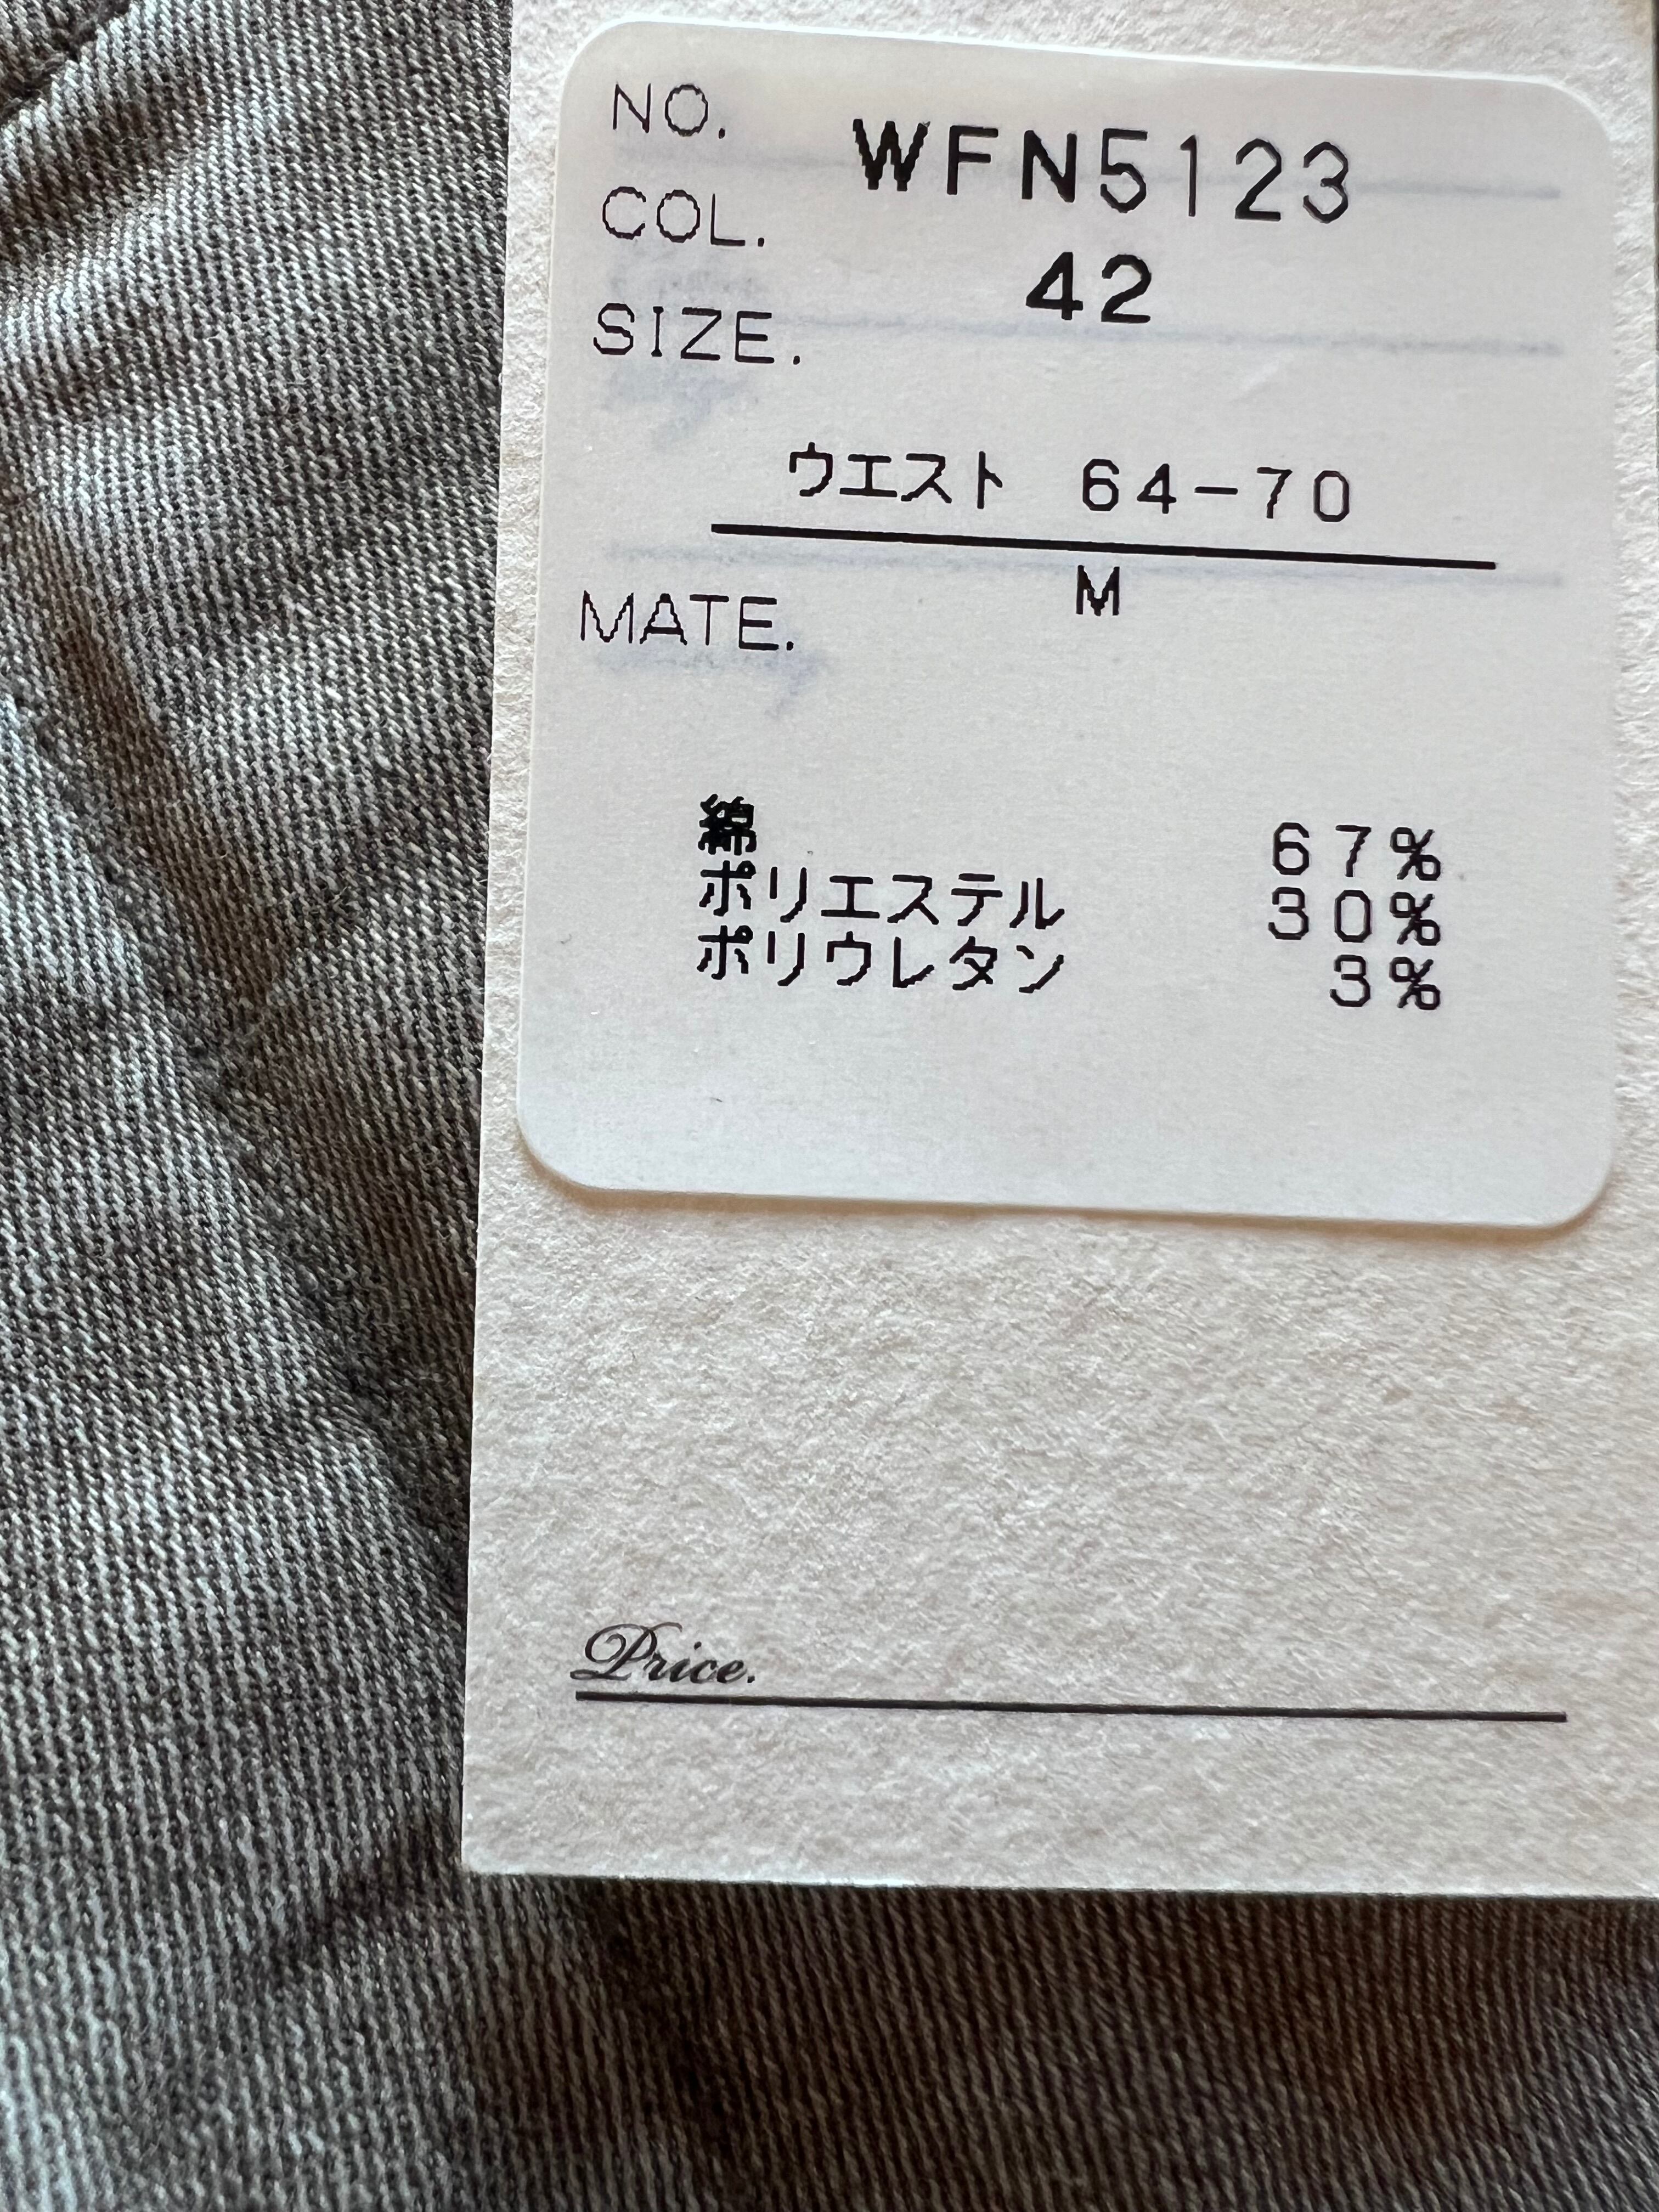 NO. WFN5123
COL. 42
SIZE.
ウエスト 64-70
M
MATE.
綿 67%
ポリエステル 30%
ポリウレタン 3%
Price.